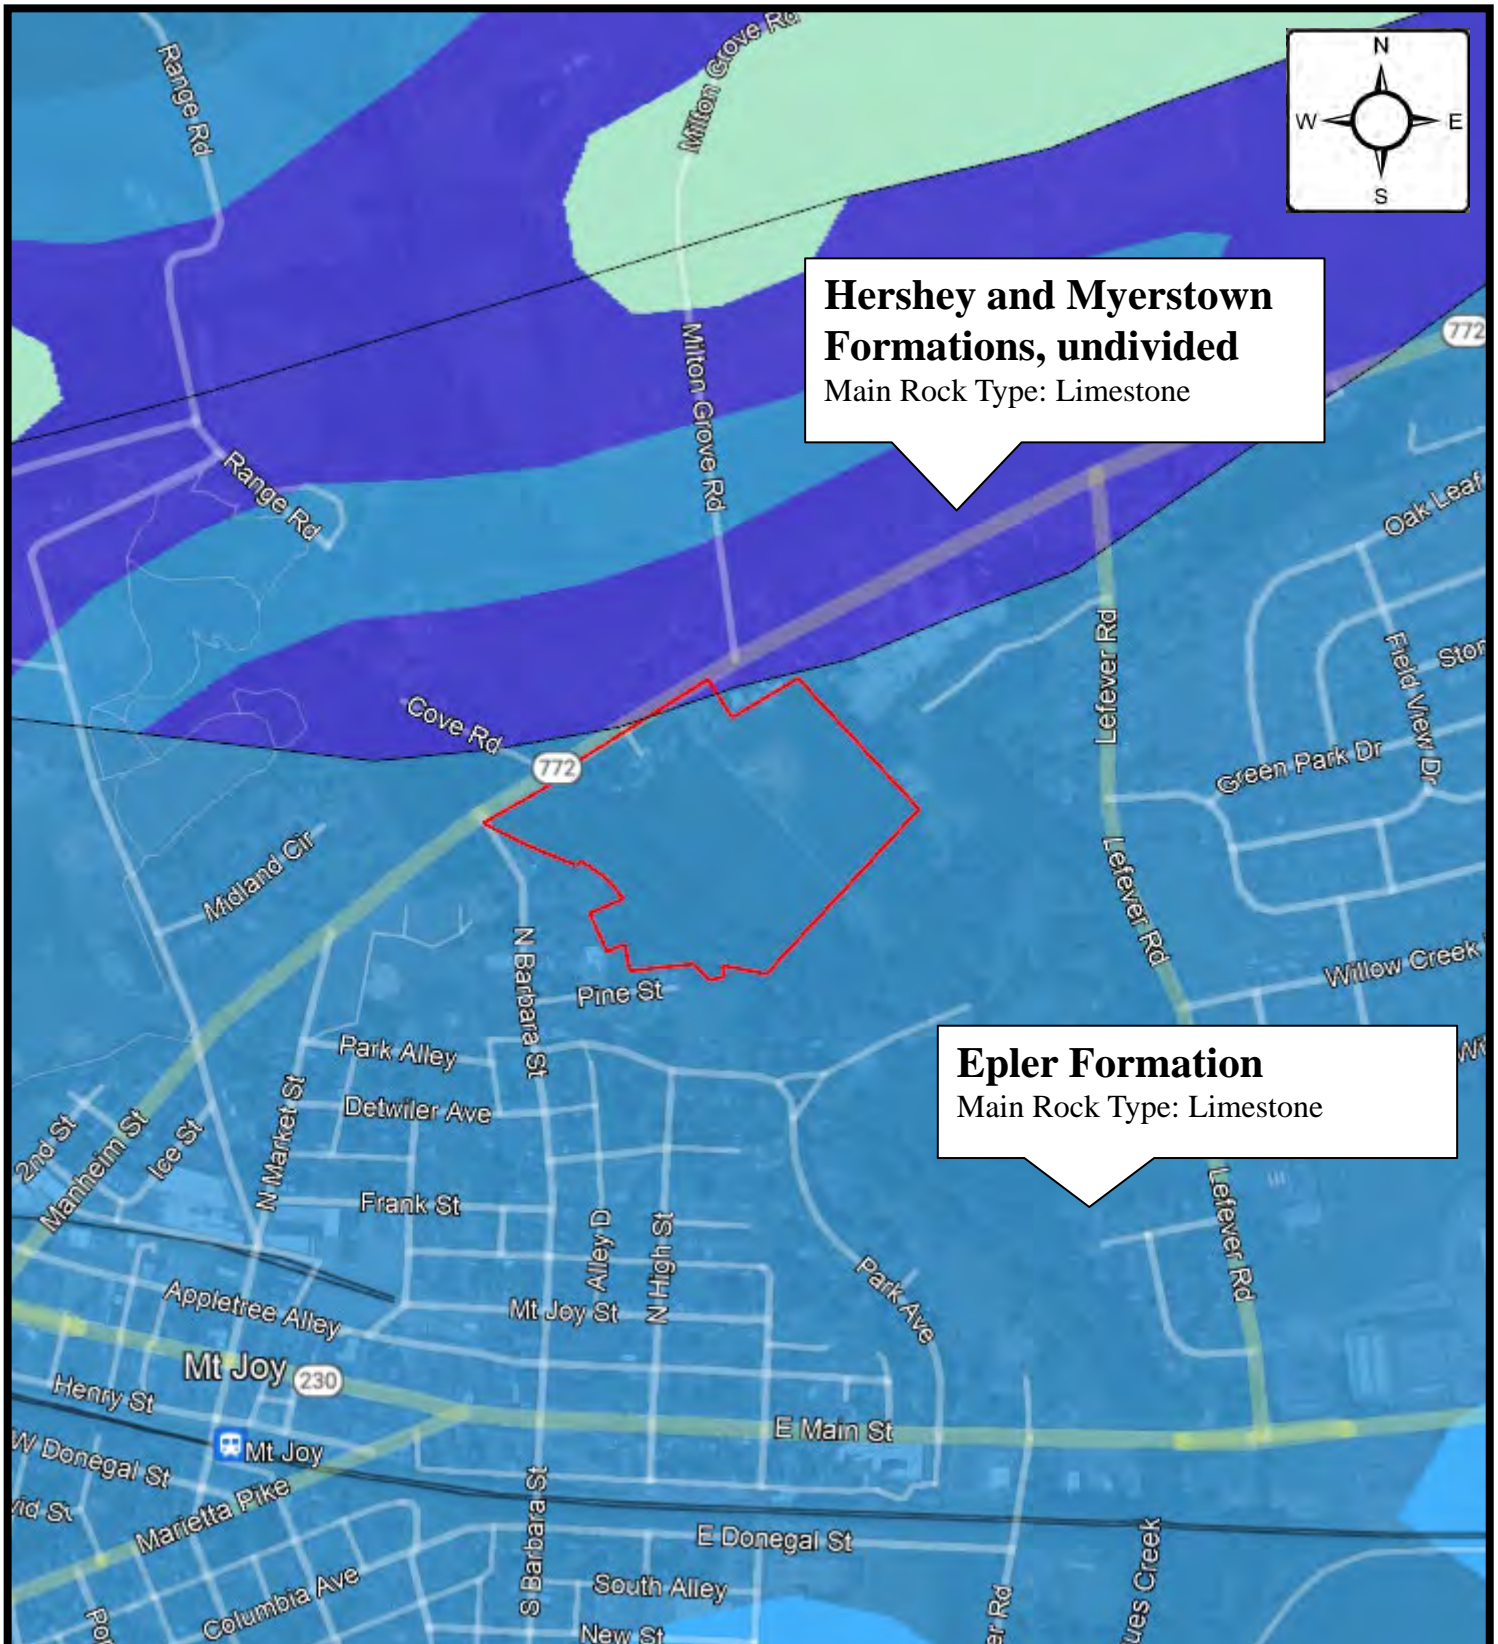 Range Rd
Milton Grove Rd
N
W
E
S
Hershey and Myerstown
Formations, undivided
Main Rock Type: Limestone
772
Milton Grove Rd
Range Rd
Oak Leaf
Lefever Rd
Field View Dr
Cove Rd
772
Green Park Dr
Midland Cir
Lefever Rd
N Barbara St
Willow Creek
Pine St
Park Alley
Epler Formation
Main Rock Type: Limestone
Detwiler Ave
N Market St
2nd St
Manheim St
Ice St
Frank St
Lefever Rd
Alley D
N High St
Park Ave
Appletree Alley
Mt Joy St
Mt Joy
230
Henry St
E Main St
Mt Joy
W Donegal St
Marietta Pike
S Barbara St
E Donegal St
South Alley
Columbia Ave
New St